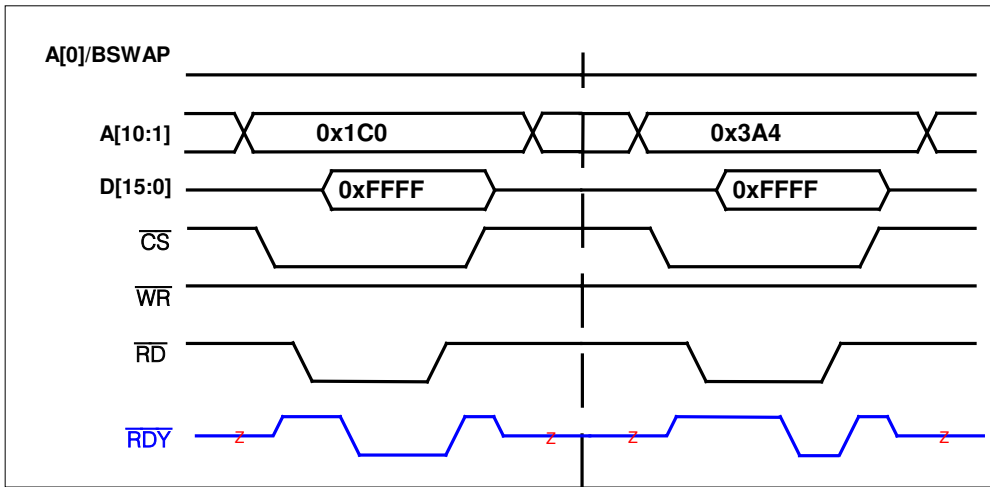 A[0]/BSWAP
A[10:1] 0x1C0 0x3A4
D[15:0] 0xFFFF 0xFFFF
CS
WR
RD
RDY Z Z Z Z